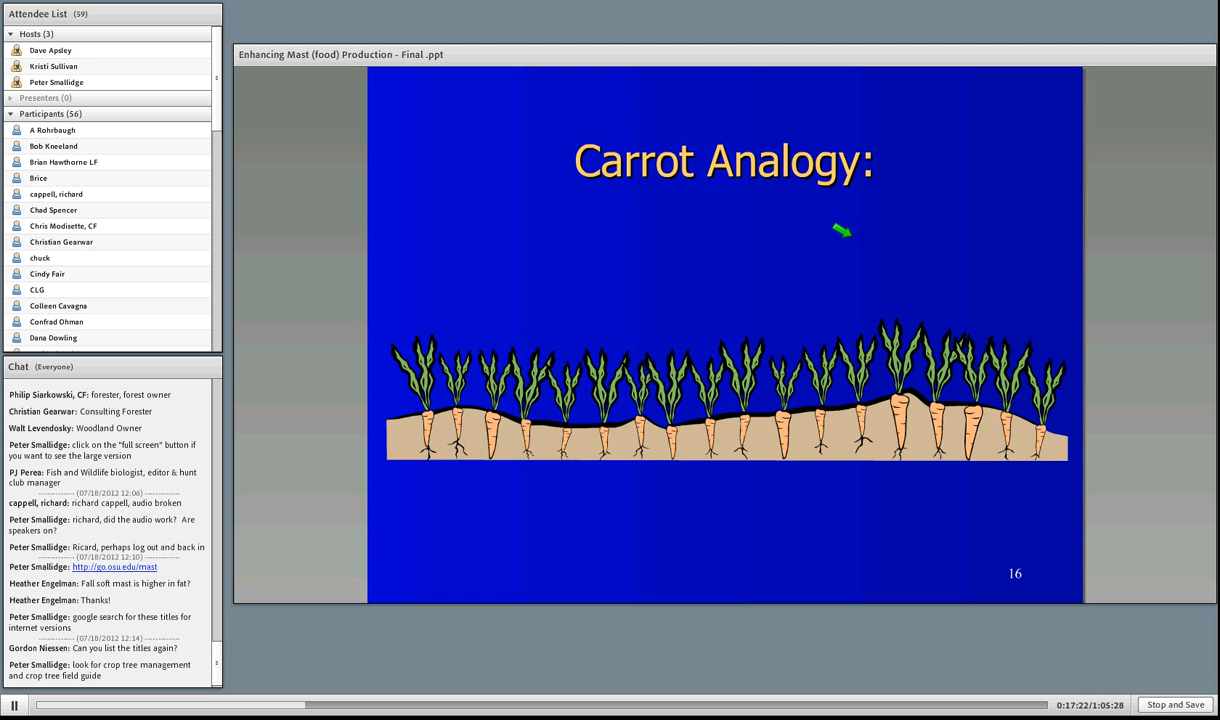 Attendee List (59)
Hosts (3)
Dave Apsley
Kristi Sullivan
Peter Smallidge
Presenters (0)
Participants (56)
A Rohrbaugh
Bob Kneeland
Brian Hawthorne LF
Brice
cappell, richard
Chad Spencer
Chris Modisette, CF
Christian Gearwar
chuck
Cindy Fair
CLG
Colleen Cavagna
Confrad Ohman
Dana Dowling
Chat (Everyone)
Philip Siarkowski, CF: forester, forest owner
Christian Gearwar: Consulting Forester
Walt Levendosky: Woodland Owner
Peter Smallidge: click on the "full screen" button if
you want to see the large version
PJ Perea: Fish and Wildlife biologist, editor & hunt
club manager
------------- (07/18/2012 12:06) -------------
cappell, richard: richard cappell, audio broken
Peter Smallidge: richard, did the audio work? Are
speakers on?
Peter Smallidge: Ricard, perhaps log out and back in
------------- (07/18/2012 12:10) -------------
Peter Smallidge: http://go.osu.edu/mast
Heather Engelman: Fall soft mast is higher in fat?
Heather Engelman: Thanks!
Peter Smallidge: google search for these titles for
internet versions
------------- (07/18/2012 12:14) -------------
Gordon Niessen: Can you list the titles again?
Peter Smallidge: look for crop tree management
and crop tree field guide
Enhancing Mast (food) Production - Final .ppt
Carrot Analogy:
16
0:17:22/1:05:28
Stop and Save